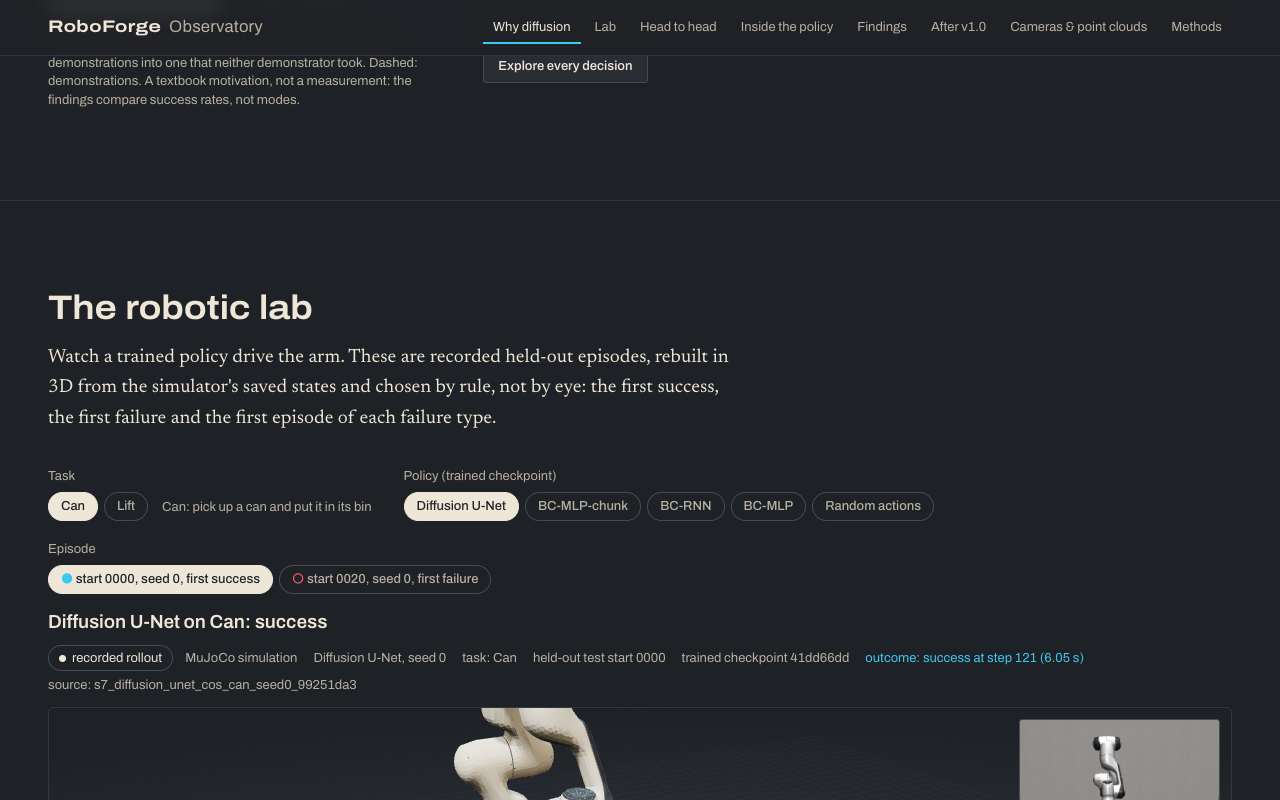 RoboForge Observatory
Why diffusion Lab Head to head Inside the policy Findings After v1.0 Cameras & point clouds Methods
demonstrations into one that neither demonstrator took. Dashed:
demonstrations. A textbook motivation, not a measurement: the
findings compare success rates, not modes.
Explore every decision
The robotic lab
Watch a trained policy drive the arm. These are recorded held-out episodes, rebuilt in
3D from the simulator's saved states and chosen by rule, not by eye: the first success,
the first failure and the first episode of each failure type.
Task
Can Lift Can: pick up a can and put it in its bin
Policy (trained checkpoint)
Diffusion U-Net BC-MLP-chunk BC-RNN BC-MLP Random actions
Episode
start 0000, seed 0, first success start 0020, seed 0, first failure
Diffusion U-Net on Can: success
recorded rollout MuJoCo simulation Diffusion U-Net, seed 0 task: Can held-out test start 0000 trained checkpoint 41dd66dd outcome: success at step 121 (6.05 s)
source: s7_diffusion_unet_cos_can_seed0_99251da3